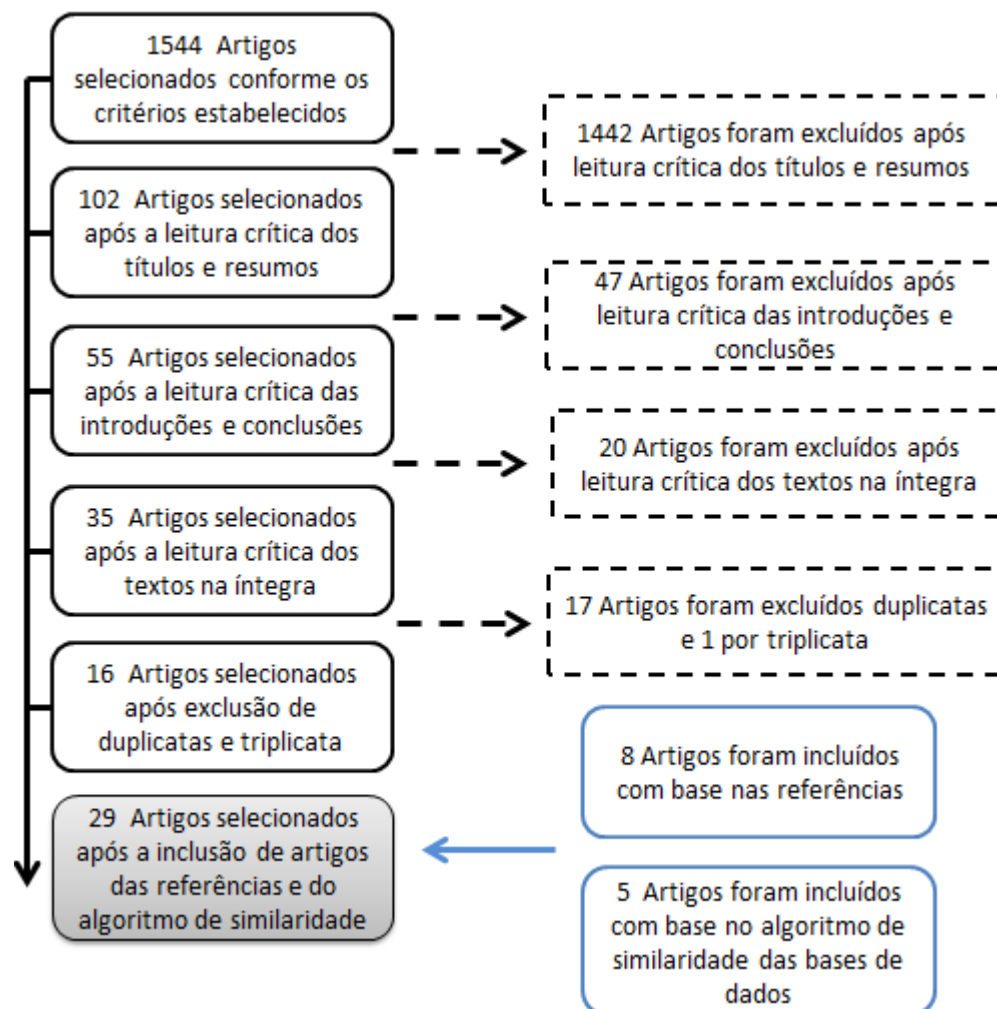 1544 Artigos
selecionados conforme os
critérios estabelecidos
1442 Artigos foram excluídos após
leitura crítica dos títulos e resumos
102 Artigos selecionados
após a leitura crítica dos
títulos e resumos
47 Artigos foram excluídos após
leitura crítica das introduções e
conclusões
55 Artigos selecionados
após a leitura crítica das
introduções e conclusões
20 Artigos foram excluídos após
leitura crítica dos textos na íntegra
35 Artigos selecionados
após a leitura crítica dos
textos na íntegra
17 Artigos foram excluídos duplicatas
e 1 por triplicata
16 Artigos selecionados
após exclusão de
duplicatas e triplicata
8 Artigos foram incluídos
com base nas referências
29 Artigos selecionados
após a inclusão de artigos
das referências e do
algoritmo de similaridade
5 Artigos foram incluídos
com base no algoritmo de
similaridade das bases de
dados